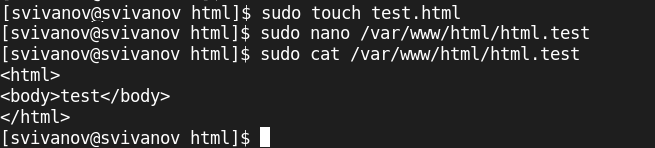 [svivanov@svivanov html]$ sudo touch test.html
[svivanov@svivanov html]$ sudo nano /var/www/html/html.test
[svivanov@svivanov html]$ sudo cat /var/www/html/html.test
<html>
<body>test</body>
</html>
[svivanov@svivanov html]$